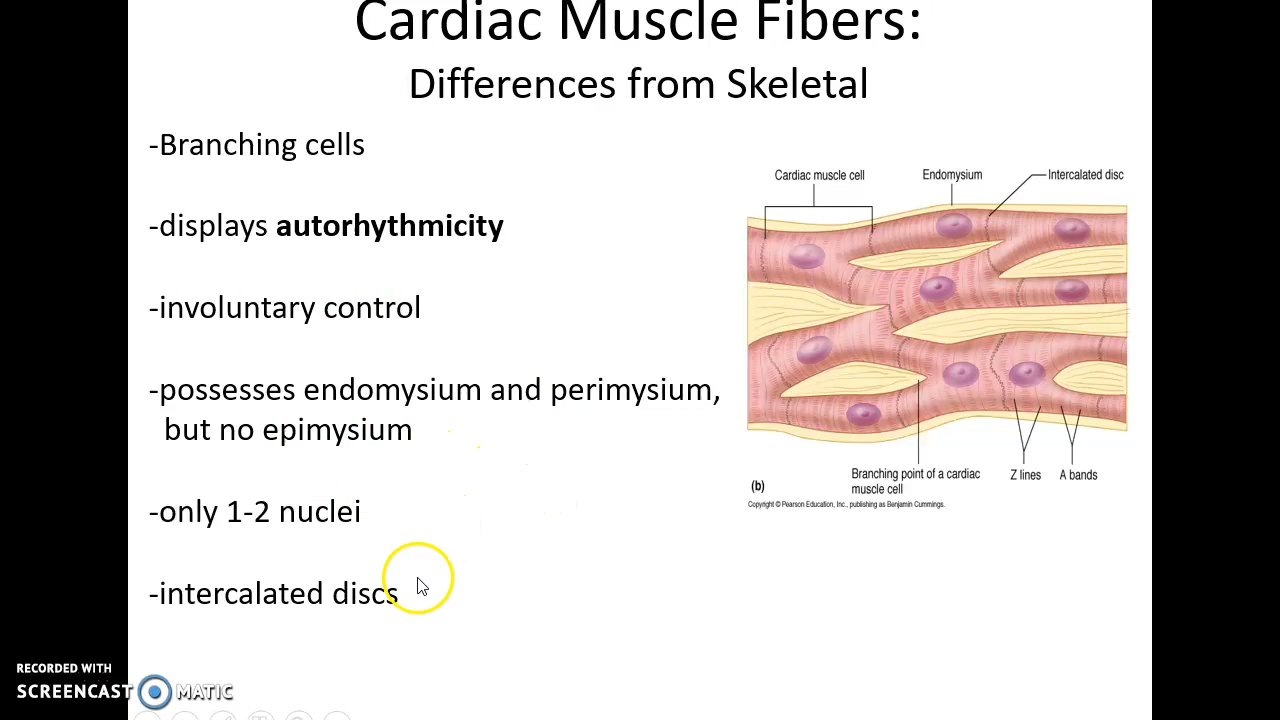 Cardiac Muscle Fibers:
Differences from Skeletal
-Branching cells
-displays autorhythmicity
-involuntary control
-possesses endomysium and perimysium,
but no epimysium
-only 1-2 nuclei
-intercalated discs
Cardiac muscle cell
Endomysium
Intercalated disc
Branching point of a cardiac
muscle cell
Z lines
A bands
(b)
Copyright © Pearson Education, Inc., publishing as Benjamin Cummings.
RECORDED WITH
SCREENCAST MATIC